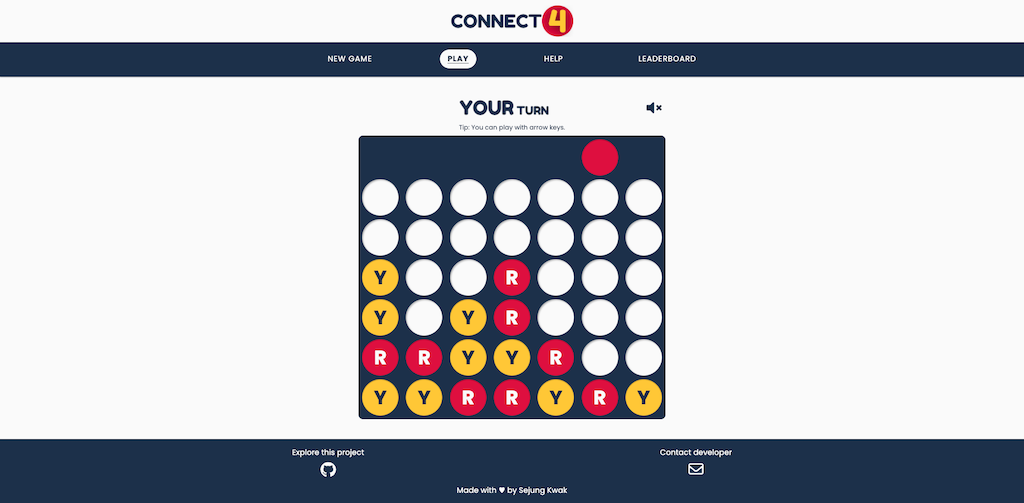 CONNECT4
NEW GAME PLAY HELP LEADERBOARD
YOUR TURN
Tip: You can play with arrow keys.
Y R
Y Y R
R R Y Y R
Y Y R R Y R Y
Explore this project Contact developer
Made with ♥ by Sejung Kwak